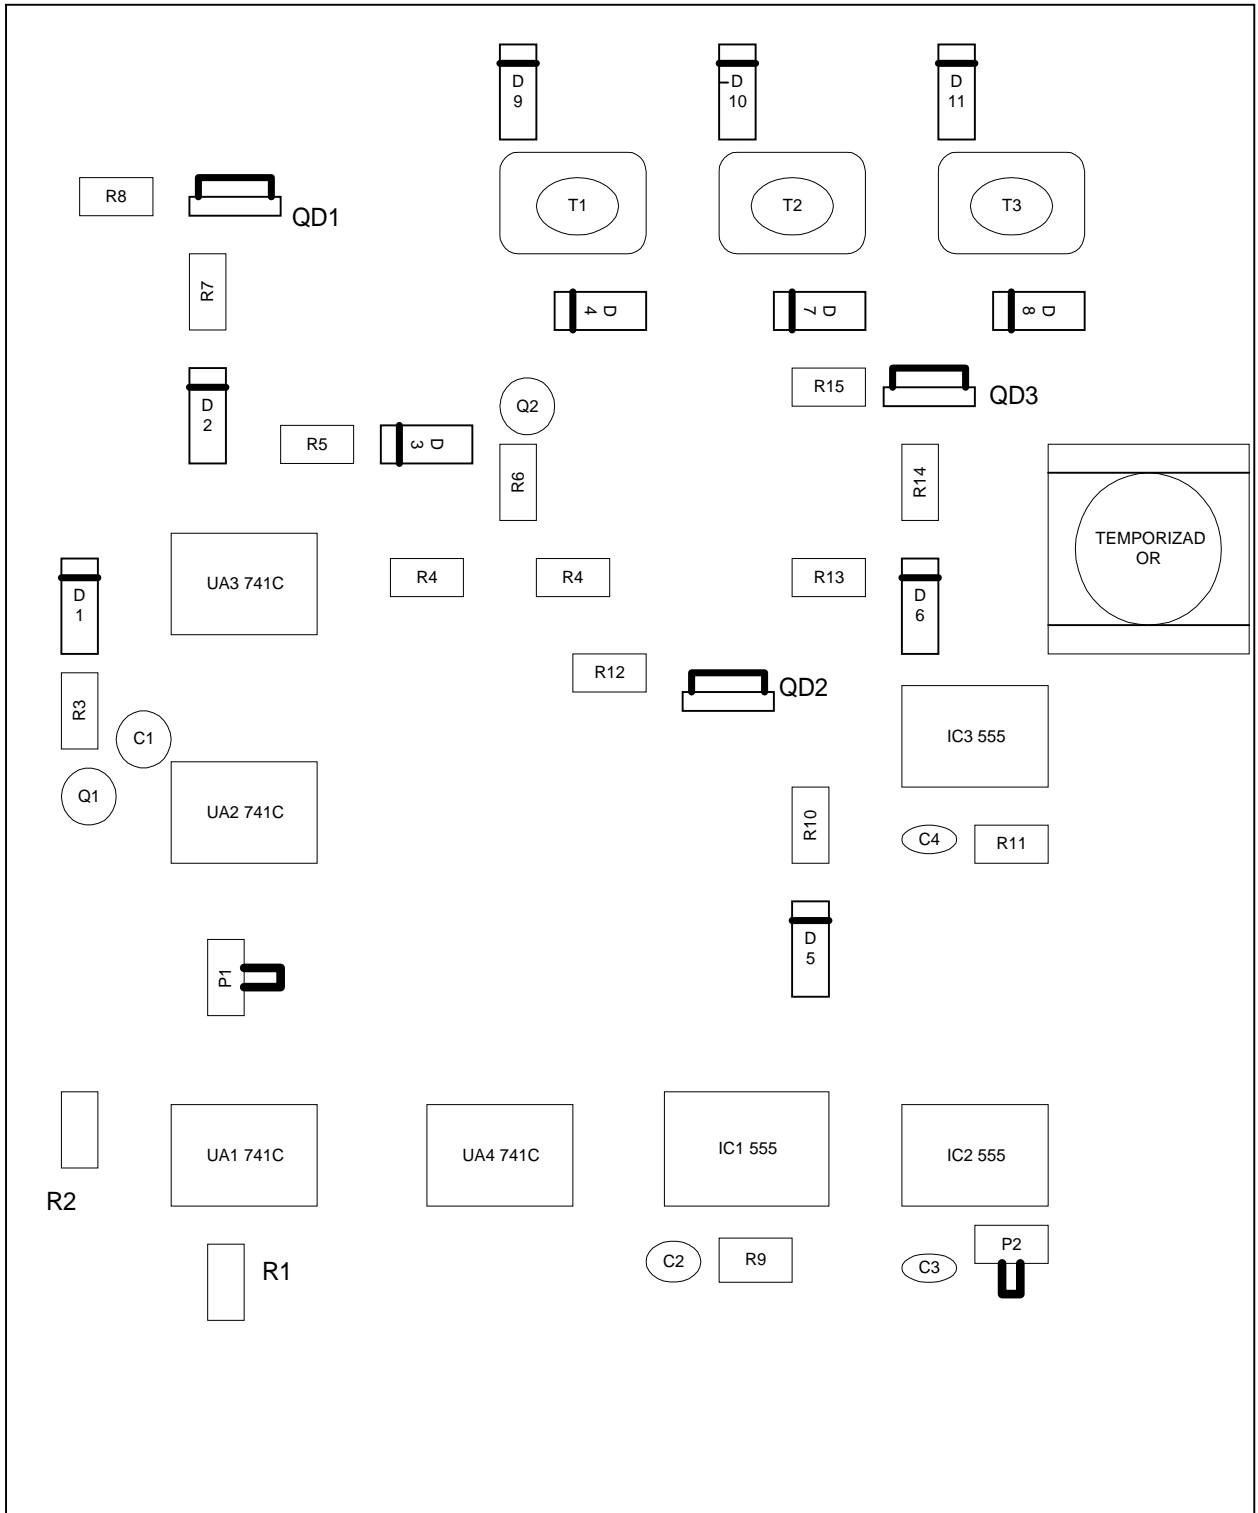 D
9
D
10
D
11
R8
QD1
T1
T2
T3
R7
D
4
D
7
D
8
D
2
R5
D
3
Q2
R15
QD3
R6
R14
TEMPORIZAD
OR
D
1
UA3 741C
R4
R4
R13
D
6
R12
QD2
R3
C1
IC3 555
Q1
UA2 741C
R10
C4
R11
D
5
P1
UA1 741C
UA4 741C
IC1 555
IC2 555
R2
R1
C2
R9
C3
P2